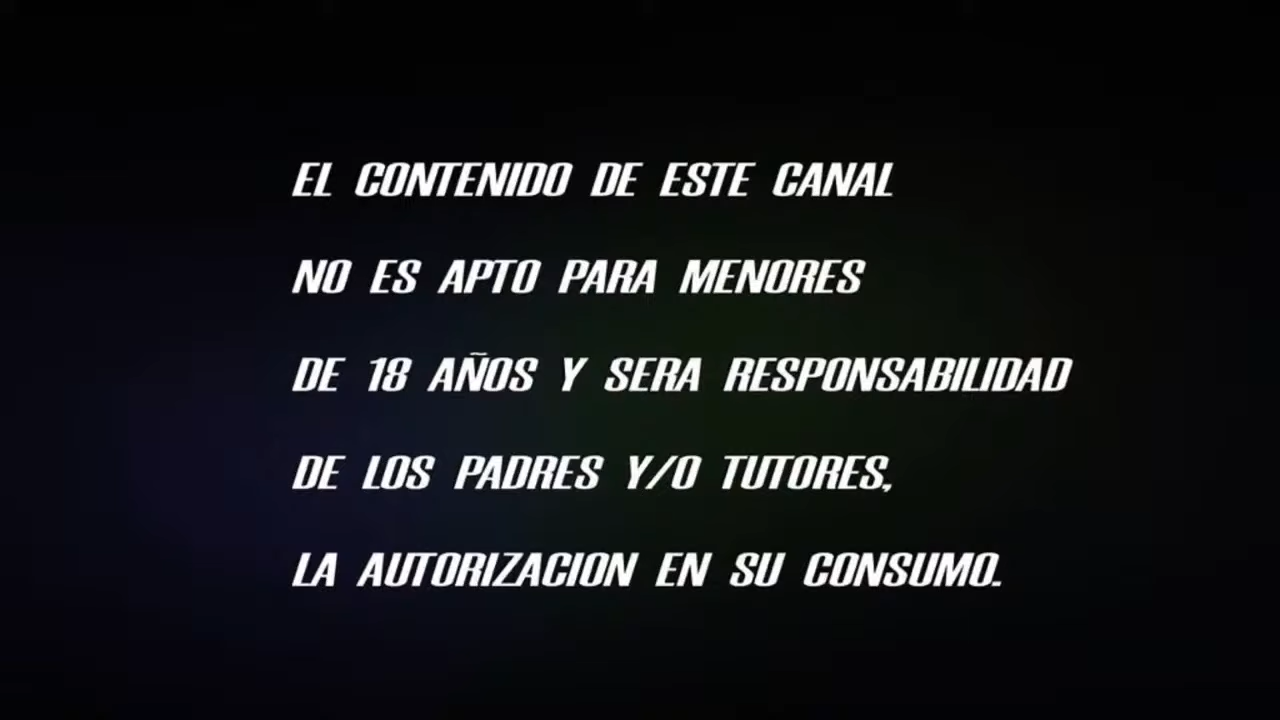 EL CONTENIDO DE ESTE CANAL
NO ES APTO PARA MENORES
DE 18 AÑOS Y SERA RESPONSABILIDAD
DE LOS PADRES Y/O TUTORES,
LA AUTORIZACION EN SU CONSUMO.